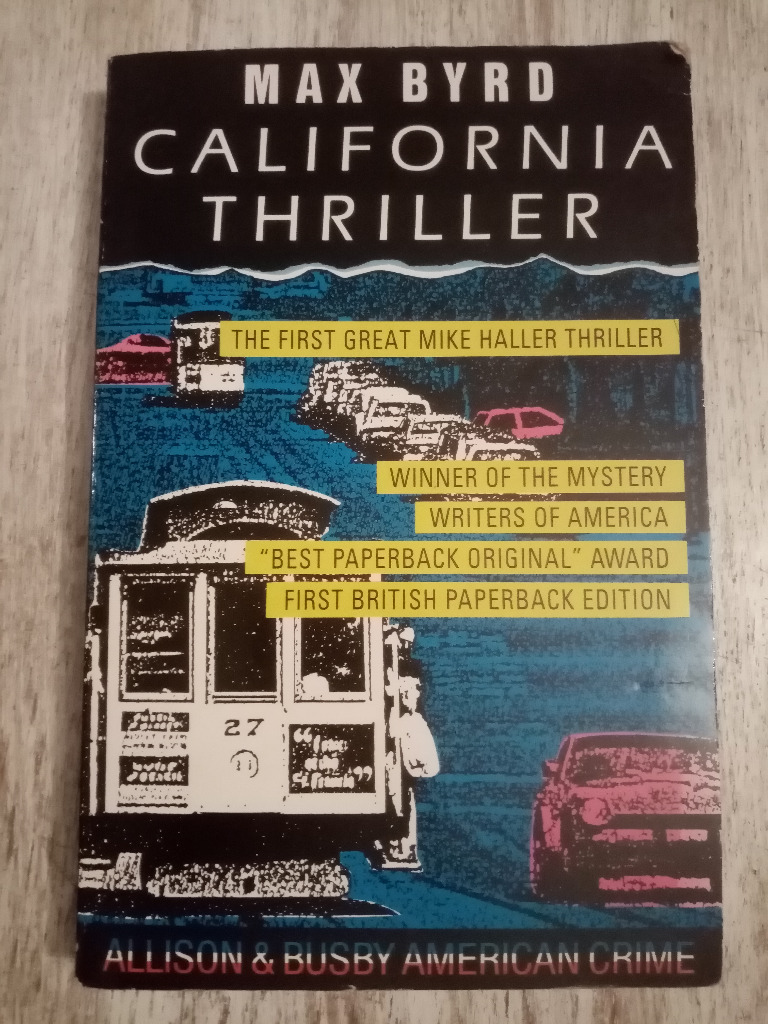 MAX BYRD
CALIFORNIA
THRILLER
THE FIRST GREAT MIKE HALLER THRILLER
WINNER OF THE MYSTERY
WRITERS OF AMERICA
"BEST PAPERBACK ORIGINAL" AWARD
FIRST BRITISH PAPERBACK EDITION
27
ALLISON & BUSBY AMERICAN CRIME